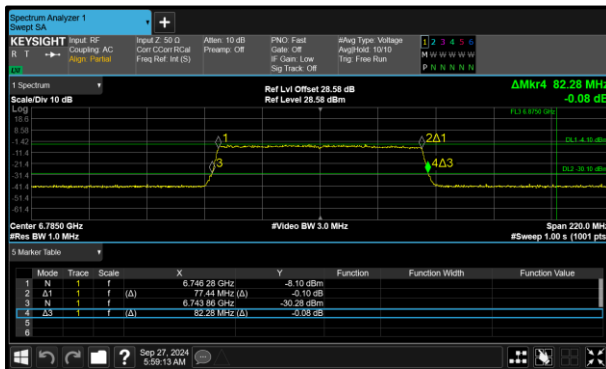 Spectrum Analyzer 1
Swept SA
+
KEYSIGHT Input: RF Input Z: 50 Ω Atten: 10 dB PNO: Fast #Avg Type: Voltage 1 2 3 4 5 6
R T Coupling: AC Corr CCorr RCal Preamp: Off Gate: Off Avg|Hold: 10/10 M W W W W W
Align: Partial Freq Ref: Int (S) IF Gain: Low Trig: Free Run P N N N N N
Sig Track: Off
1 Spectrum Ref Lvl Offset 28.58 dB ΔMkr4 82.28 MHz
Scale/Div 10 dB Ref Level 28.58 dBm -0.08 dB
Log
18.6 FL3 6.8750 GHz
8.58
-1.42 1 2Δ1 DL1 -4.10 dBm
-11.4
-21.4 3 4Δ3 DL2 -30.10 dBm
-31.4
-41.4
-51.4
-61.4
Center 6.7850 GHz #Video BW 3.0 MHz Span 220.0 MHz
#Res BW 1.0 MHz #Sweep 1.00 s (1001 pts)
5 Marker Table
Mode Trace Scale X Y Function Function Width Function Value
1 N 1 f 6.746 28 GHz -8.10 dBm
2 Δ1 1 f (Δ) 77.44 MHz (Δ) -0.10 dB
3 N 1 f 6.743 86 GHz -30.28 dBm
4 Δ3 1 f (Δ) 82.28 MHz (Δ) -0.08 dB
5
6
? Sep 27, 2024
5:59:13 AM